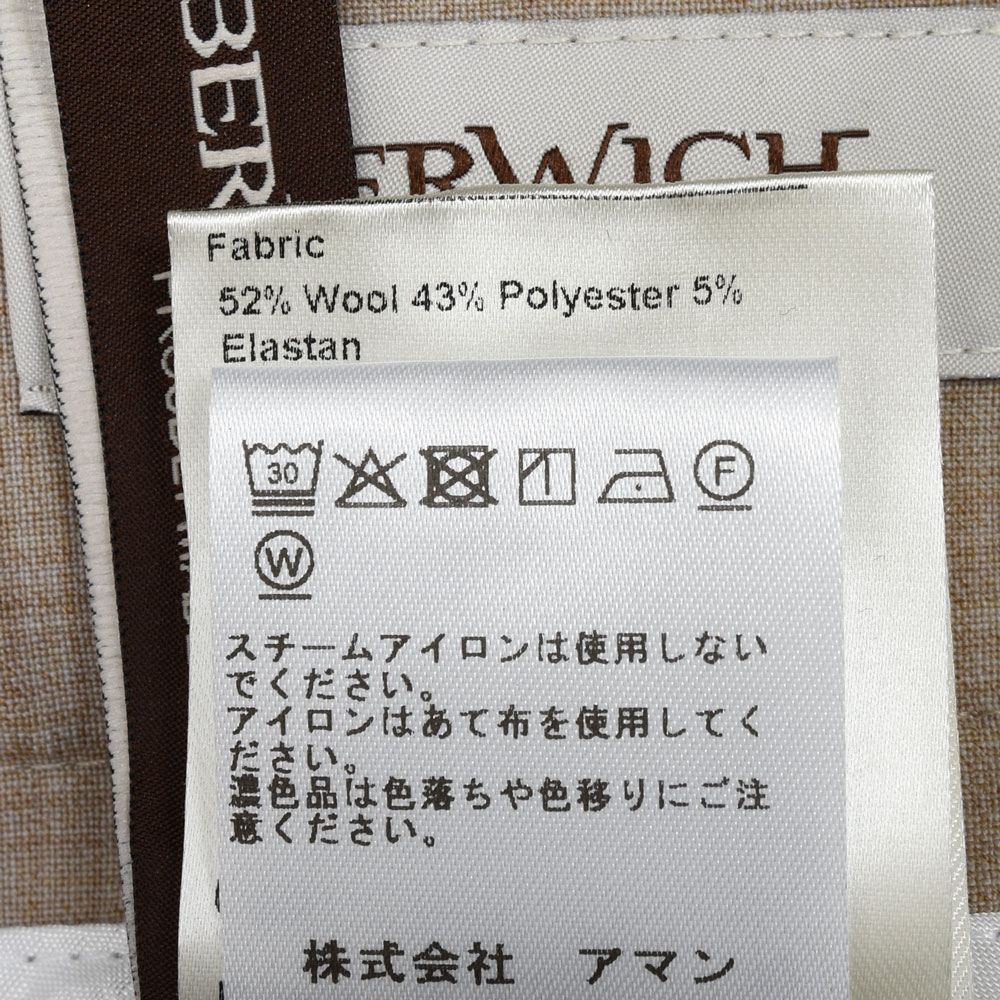 BER
ERWICH
Fabric
52% Wool 43% Polyester 5%
Elastan
30
F
W
スチームアイロンは使用しない
でください。
アイロンはあて布を使用してく
ださい。
濃色品は色落ちや色移りにご注
意ください。
株式会社 アマン